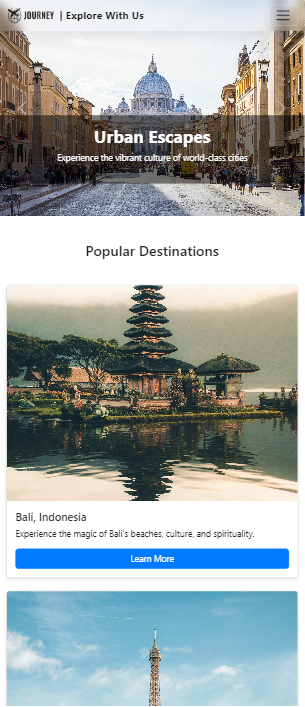 JOURNEY | Explore With Us
Urban Escapes
Experience the vibrant culture of world-class cities
Popular Destinations
Bali, Indonesia
Experience the magic of Bali's beaches, culture, and spirituality.
Learn More